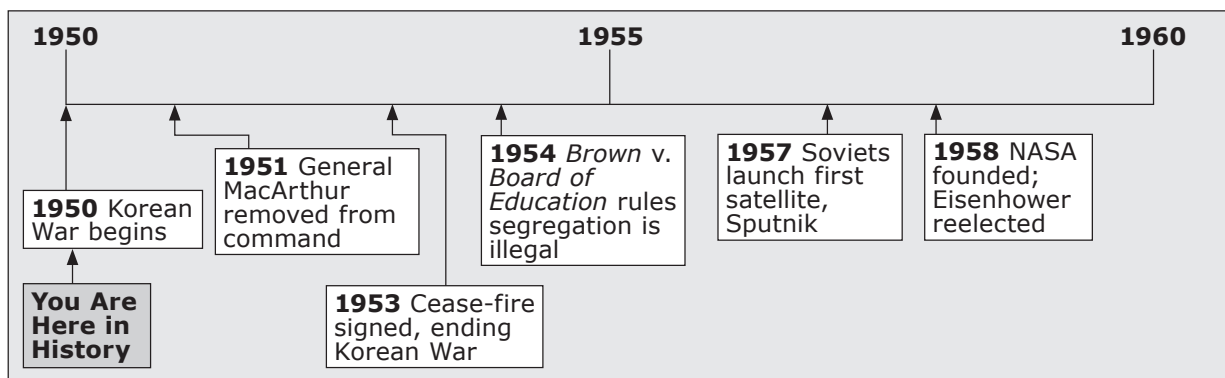 1950
1955
1960
1950 Korean
War begins
You Are
Here in
History
1951 General
MacArthur
removed from
command
1953 Cease-fire
signed, ending
Korean War
1954 Brown v.
Board of
Education rules
segregation is
illegal
1957 Soviets
launch first
satellite,
Sputnik
1958 NASA
founded;
Eisenhower
reelected